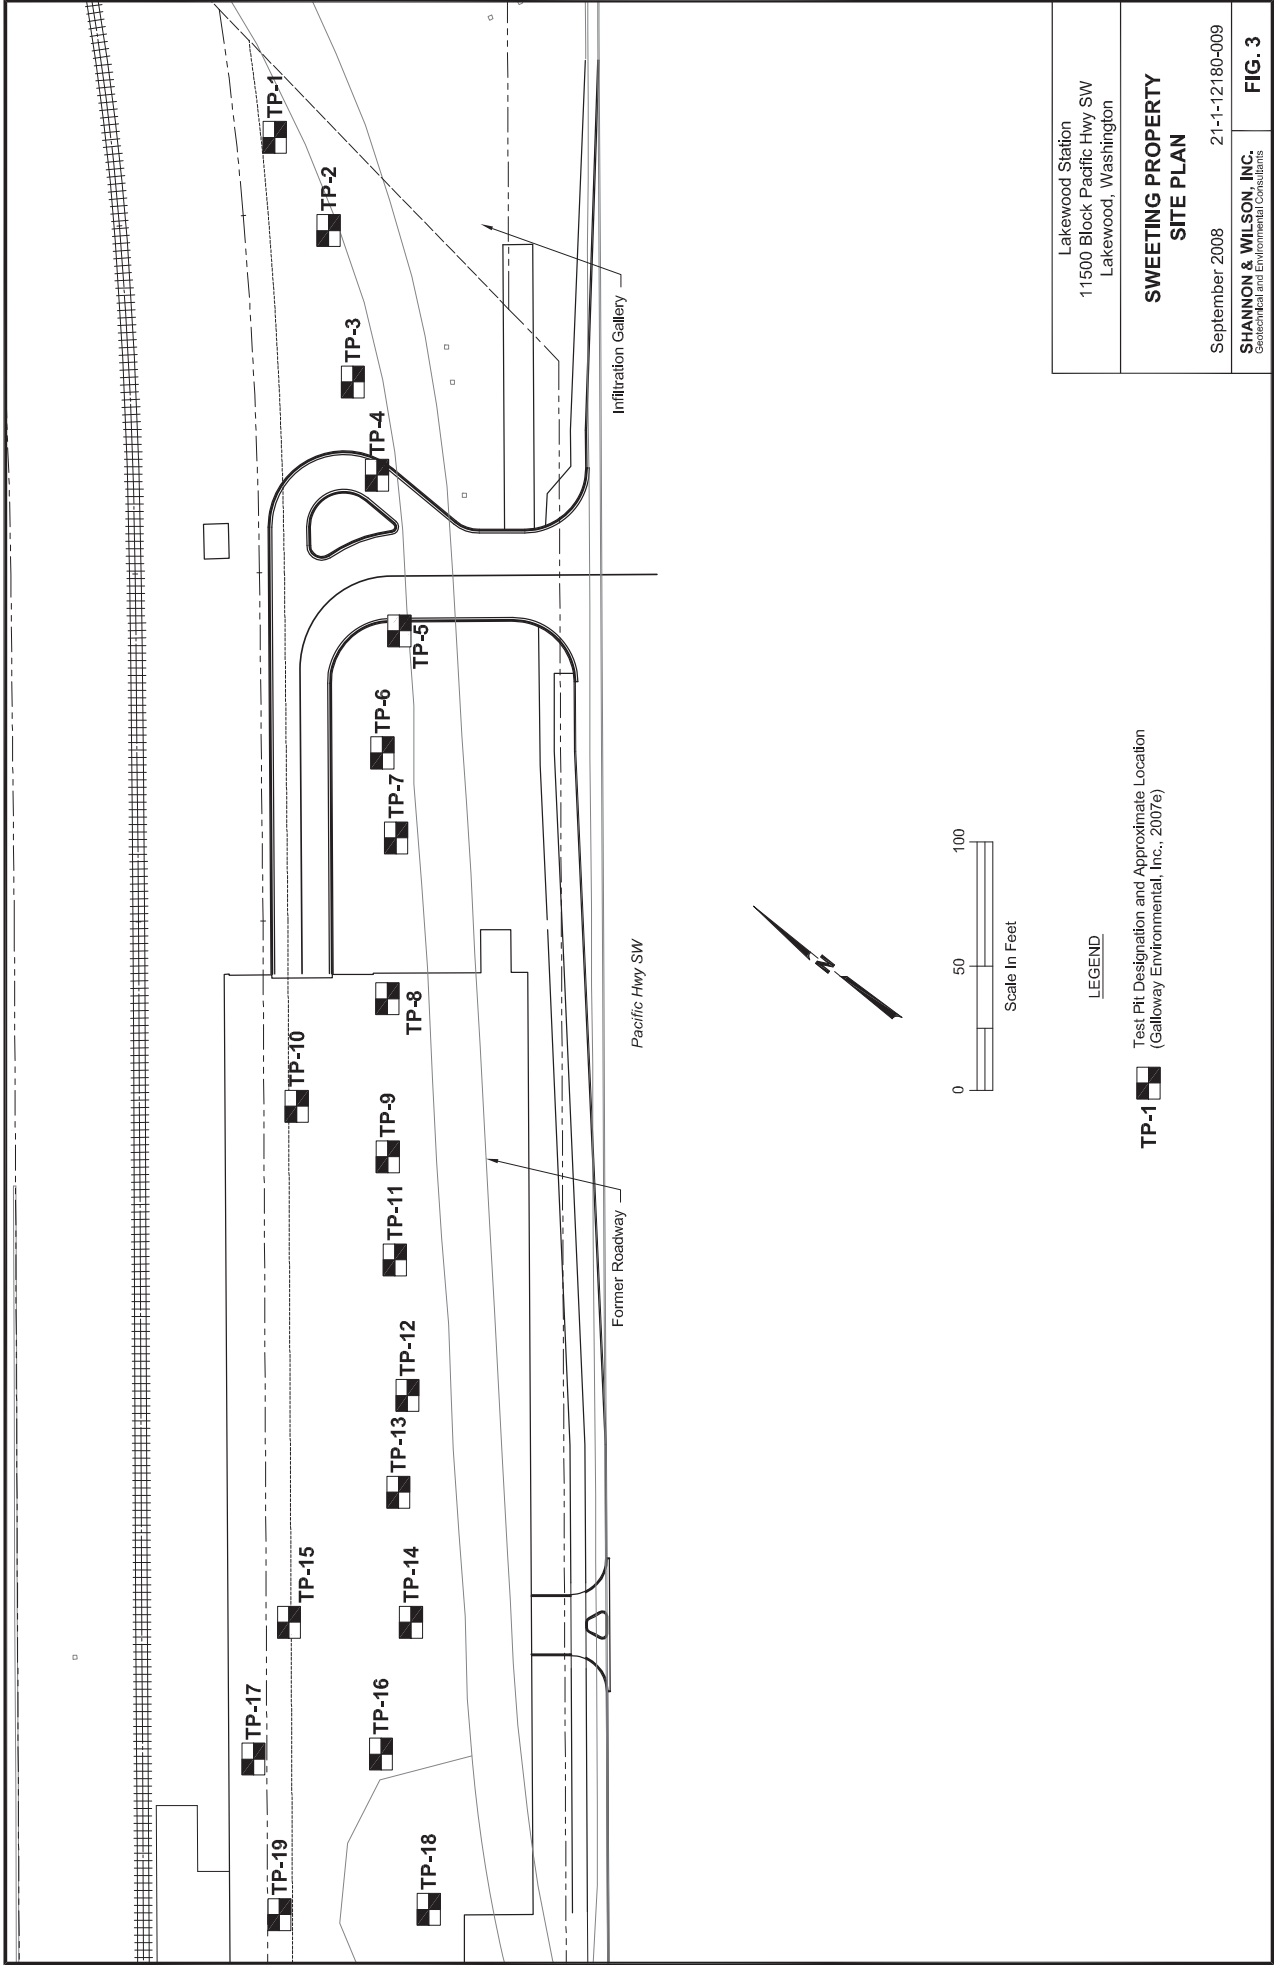 TP-1
TP-2
TP-3
TP-4
TP-5
TP-6
TP-7
TP-8
TP-10
TP-9
TP-11
TP-12
TP-13
TP-15
TP-14
TP-17
TP-16
TP-19
TP-18
Infiltration Gallery
Former Roadway
Pacific Hwy SW
N
0
50
100
Scale In Feet
LEGEND
TP-1
Test Pit Designation and Approximate Location
(Galloway Environmental, Inc., 2007e)
Lakewood Station
11500 Block Pacific Hwy SW
Lakewood, Washington
SWEETING PROPERTY
SITE PLAN
September 2008
21-1-12180-009
SHANNON & WILSON, INC.
Geotechnical and Environmental Consultants
FIG. 3